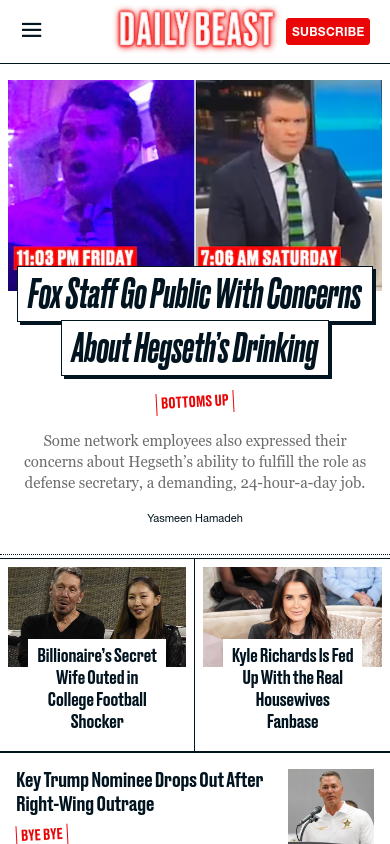 DAILY BEAST
SUBSCRIBE
11:03 PM FRIDAY
7:06 AM SATURDAY
Fox Staff Go Public With Concerns
About Hegseth's Drinking
BOTTOMS UP
Some network employees also expressed their
concerns about Hegseth's ability to fulfill the role as
defense secretary, a demanding, 24-hour-a-day job.
Yasmeen Hamadeh
Billionaire's Secret
Wife Outed in
College Football
Shocker
Kyle Richards Is Fed
Up With the Real
Housewives
Fanbase
Key Trump Nominee Drops Out After
Right-Wing Outrage
BYE BYE